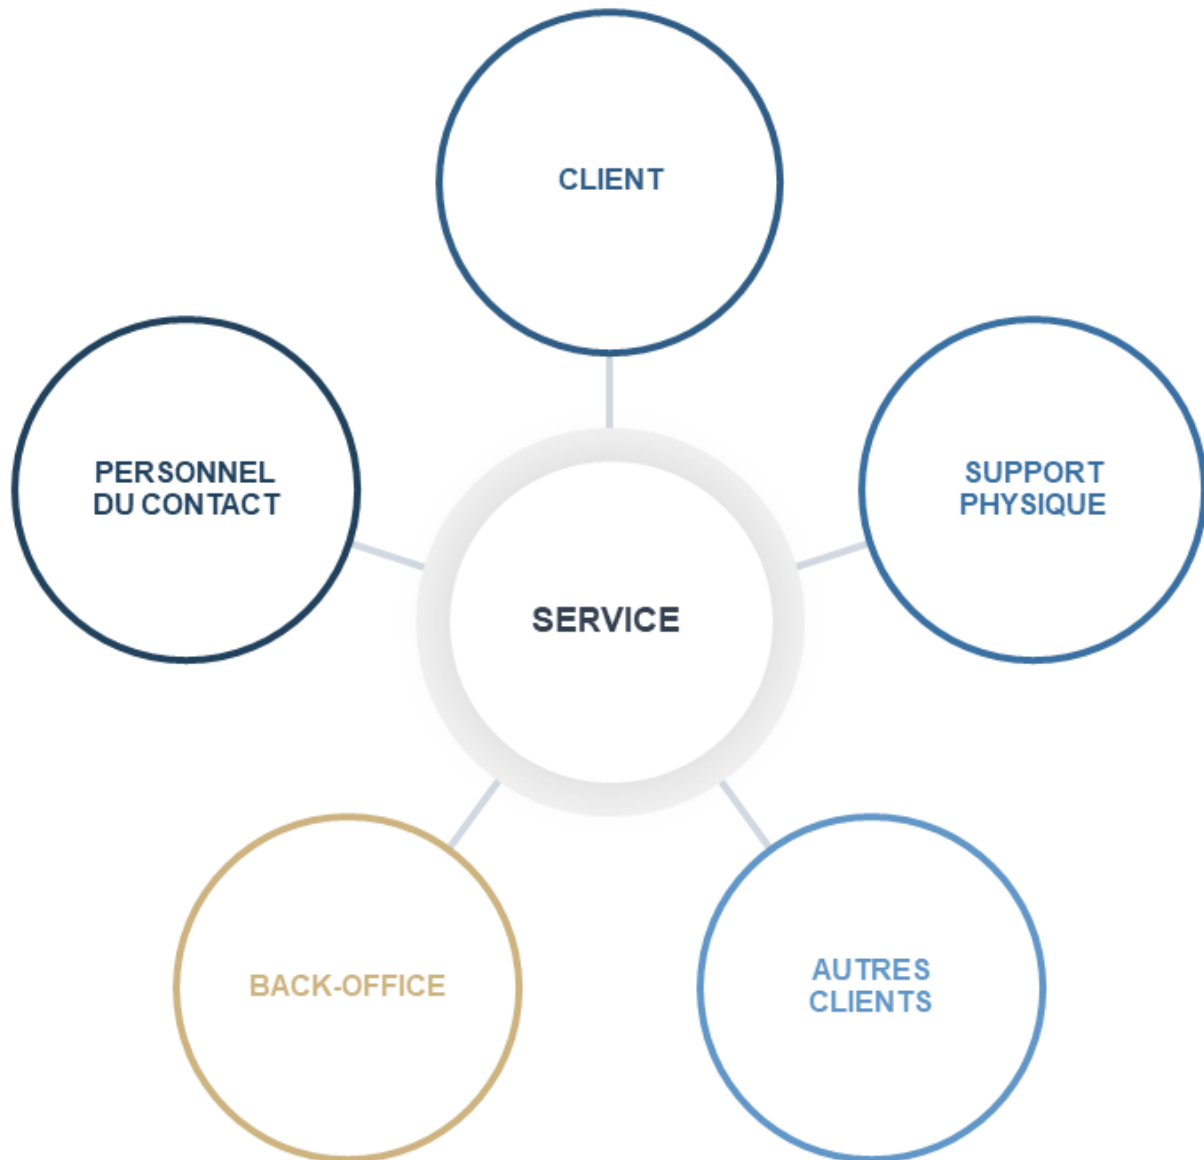 CLIENT
PERSONNEL
DU CONTACT
SUPPORT
PHYSIQUE
SERVICE
BACK-OFFICE
AUTRES
CLIENTS